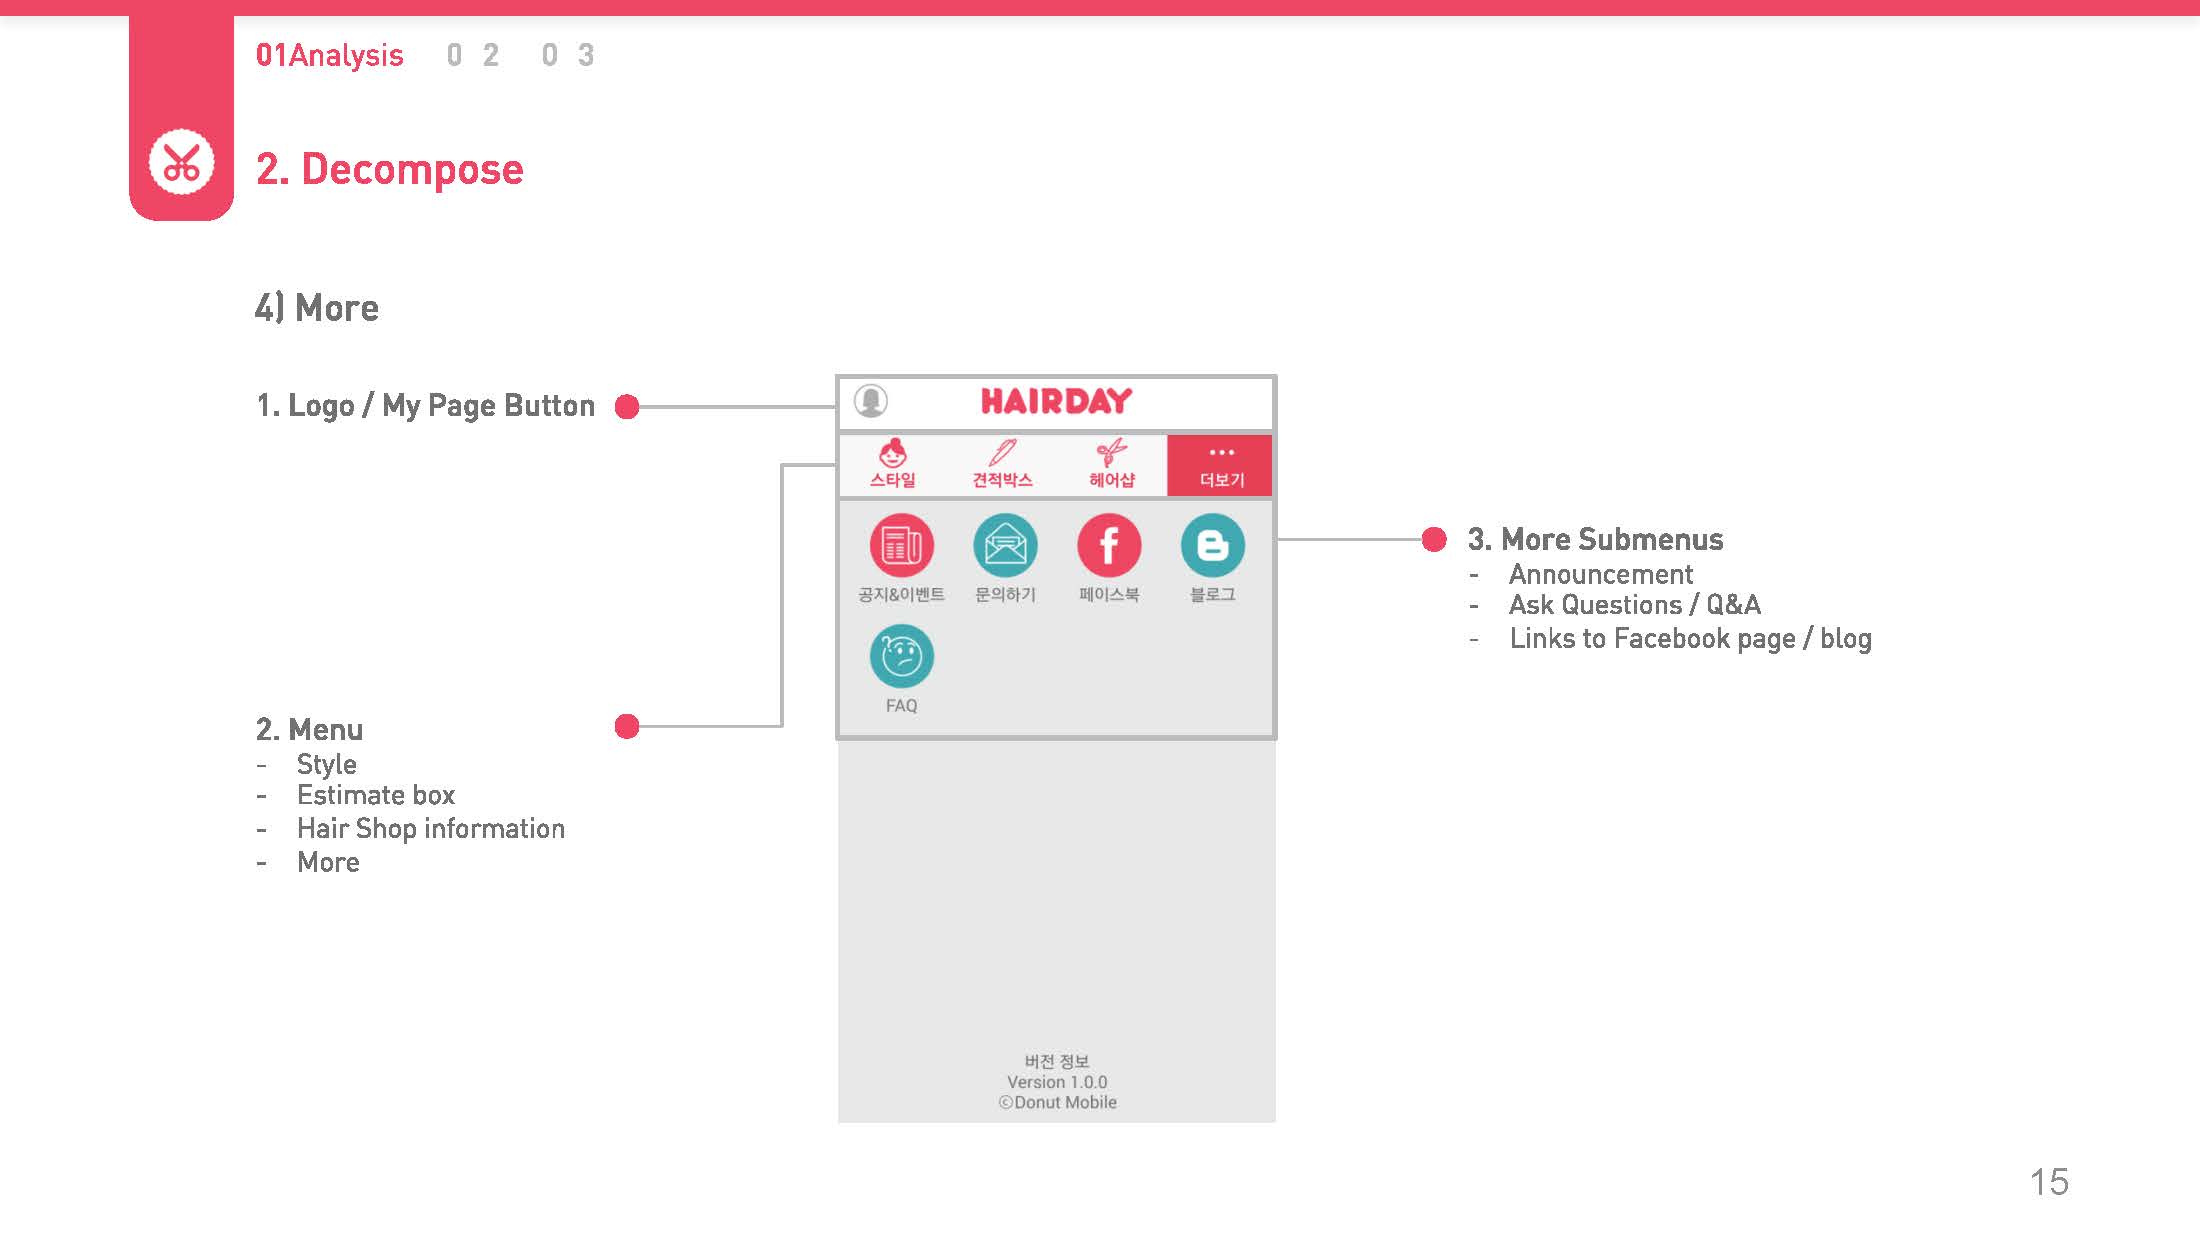 01Analysis 0 2 0 3
2. Decompose
4) More
1. Logo / My Page Button
HAIRDAY
스타일 견적박스 헤어샵 더보기
공지&이벤트 문의하기 페이스북 블로그
FAQ
버전 정보
Version 1.0.0
©Donut Mobile
2. Menu
- Style
- Estimate box
- Hair Shop information
- More
3. More Submenus
- Announcement
- Ask Questions / Q&A
- Links to Facebook page / blog
15